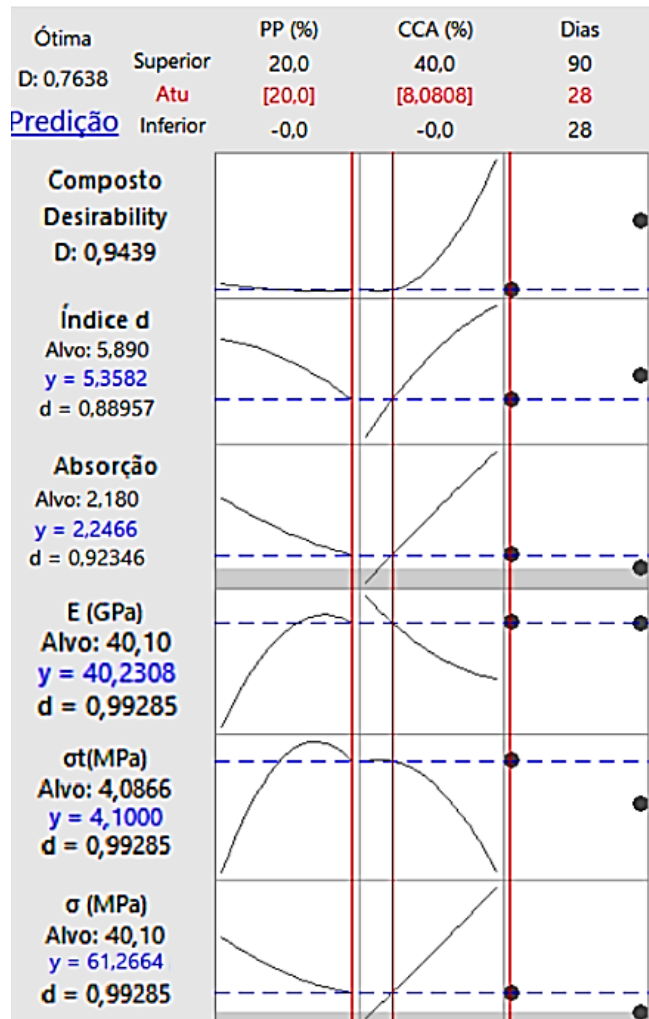 Ótima
D: 0,7638
Predição
PP (%) CCA (%) Dias
Superior 20,0 40,0 90
Atu [20,0] [8,0808] 28
Inferior -0,0 -0,0 28
Composto
Desirability
D: 0,9439
Índice d
Alvo: 5,890
y = 5,3582
d = 0,88957
Absorção
Alvo: 2,180
y = 2,2466
d = 0,92346
E (GPa)
Alvo: 40,10
y = 40,2308
d = 0,99285
σt(MPa)
Alvo: 4,0866
y = 4,1000
d = 0,99285
σ (MPa)
Alvo: 40,10
y = 61,2664
d = 0,99285